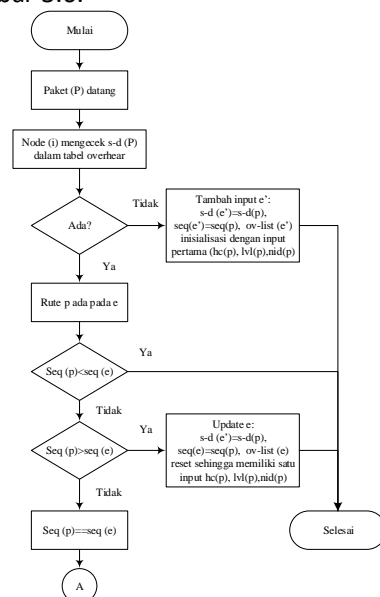 Mulai
Paket (P) datang
Node (i) mengecek s-d (P)
dalam tabel overhear
Ada?
Tidak
Tambah input e’:
s-d (e’)=s-d(p),
seq(e’)=seq(p), ov-list (e’)
inisialisasi dengan input
pertama (hc(p), lvl(p),nid(p)
Ya
Rute p ada pada e
Seq (p)<seq (e)
Ya
Tidak
Seq (p)>seq (e)
Ya
Update e:
s-d (e’)=s-d(p),
seq(e)=seq(p), ov-list (e)
reset sehingga memiliki satu
input hc(p), lvl(p),nid(p)
Tidak
Seq (p)==seq (e)
Selesai
A